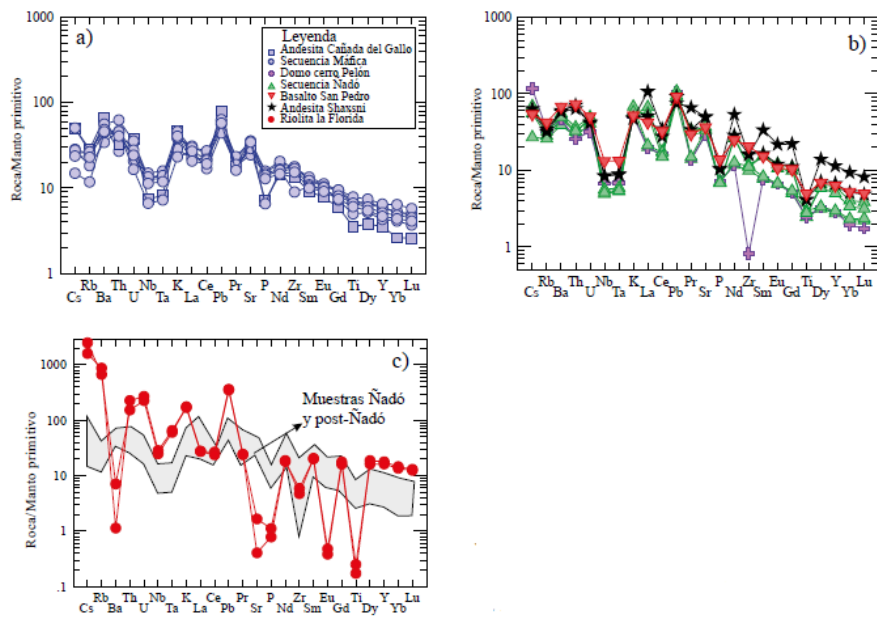 a)
Leyenda
Andesita Cañada del Gallo
Secuencia Máfica
Domo cerro Pelón
Secuencia Nadó
Basalto San Pedro
Andesita Shaxsni
Riolita la Florida
Roca/Manto primitivo
1000
100
10
1
Cs Rb Ba Th U Nb Ta K La Ce Pb Pr Sr P Nd Zr Sm Eu Gd Ti Dy Y Yb Lu
b)
Roca/Manto primitivo
1000
100
10
1
Cs Rb Ba Th U Nb Ta K La Ce Pb Pr Sr P Nd Zr Sm Eu Gd Ti Dy Y Yb Lu
c)
Muestras Ñadó
y post-Ñadó
Roca/Manto primitivo
1000
100
10
1
.1
Cs Rb Ba Th U Nb Ta K La Ce Pb Pr Sr P Nd Zr Sm Eu Gd Ti Dy Y Yb Lu